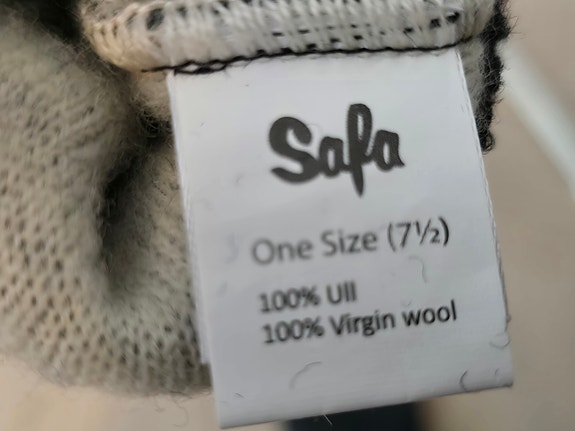 Safa
One Size (7½)
100% Ull
100% Virgin wool